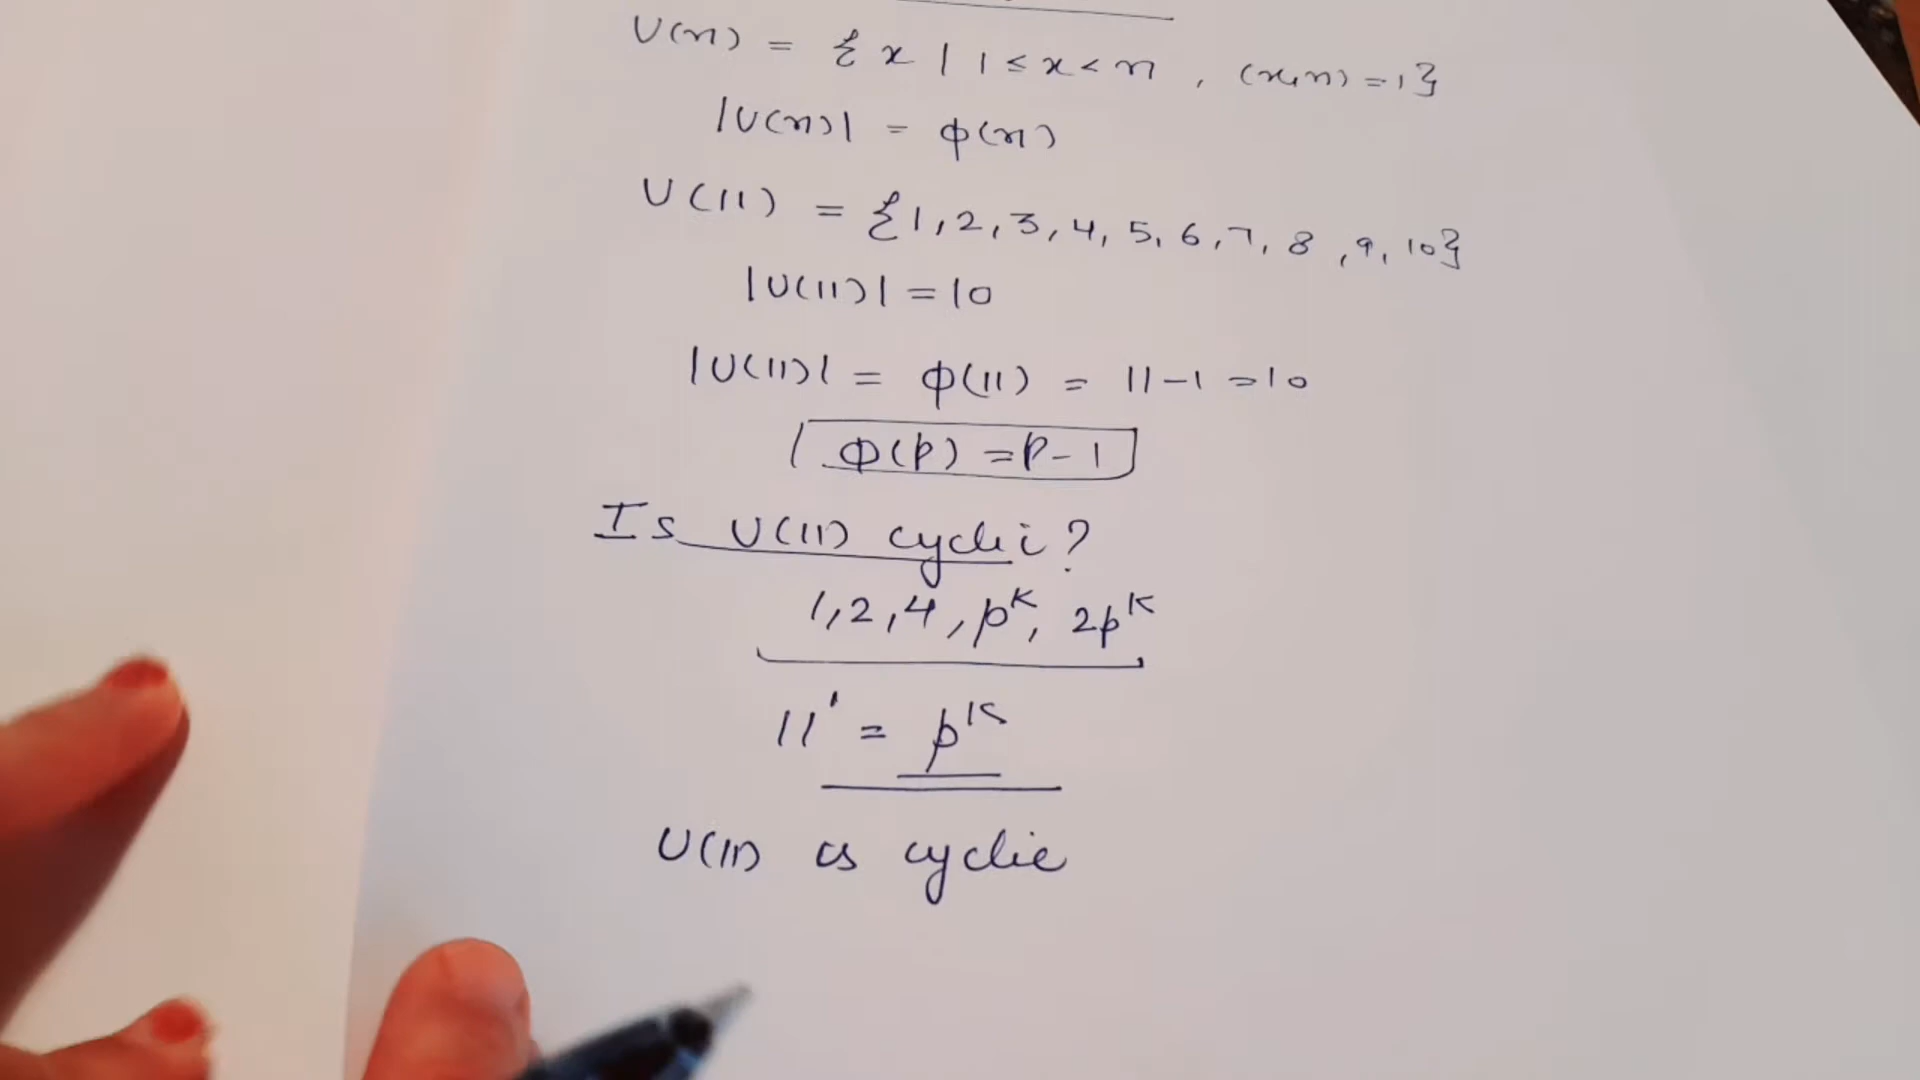 U(n) = { x | 1 ≤ x < n , (x,n) = 1}
|U(n)| = ϕ(n)
U(11) = {1,2,3,4,5,6,7,8,9,10}
|U(11)| = 10
|U(11)| = ϕ(11) = 11-1 = 10
ϕ(p) = p-1
Is U(11) cyclic?
1,2,4,p^k, 2p^k
11^1 = p^k
U(11) is cyclic